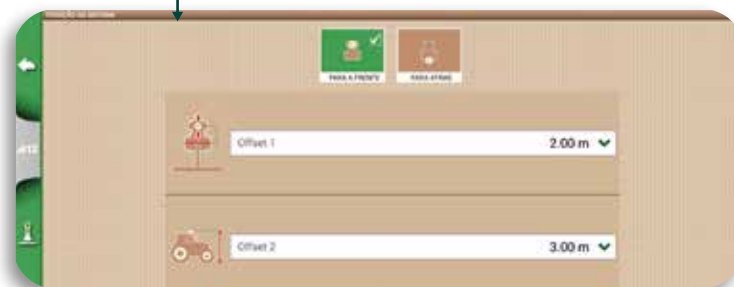 PARA A FRENTE
PARA ATRÁS
Offset 1
2.00 m
Offset 2
3.00 m